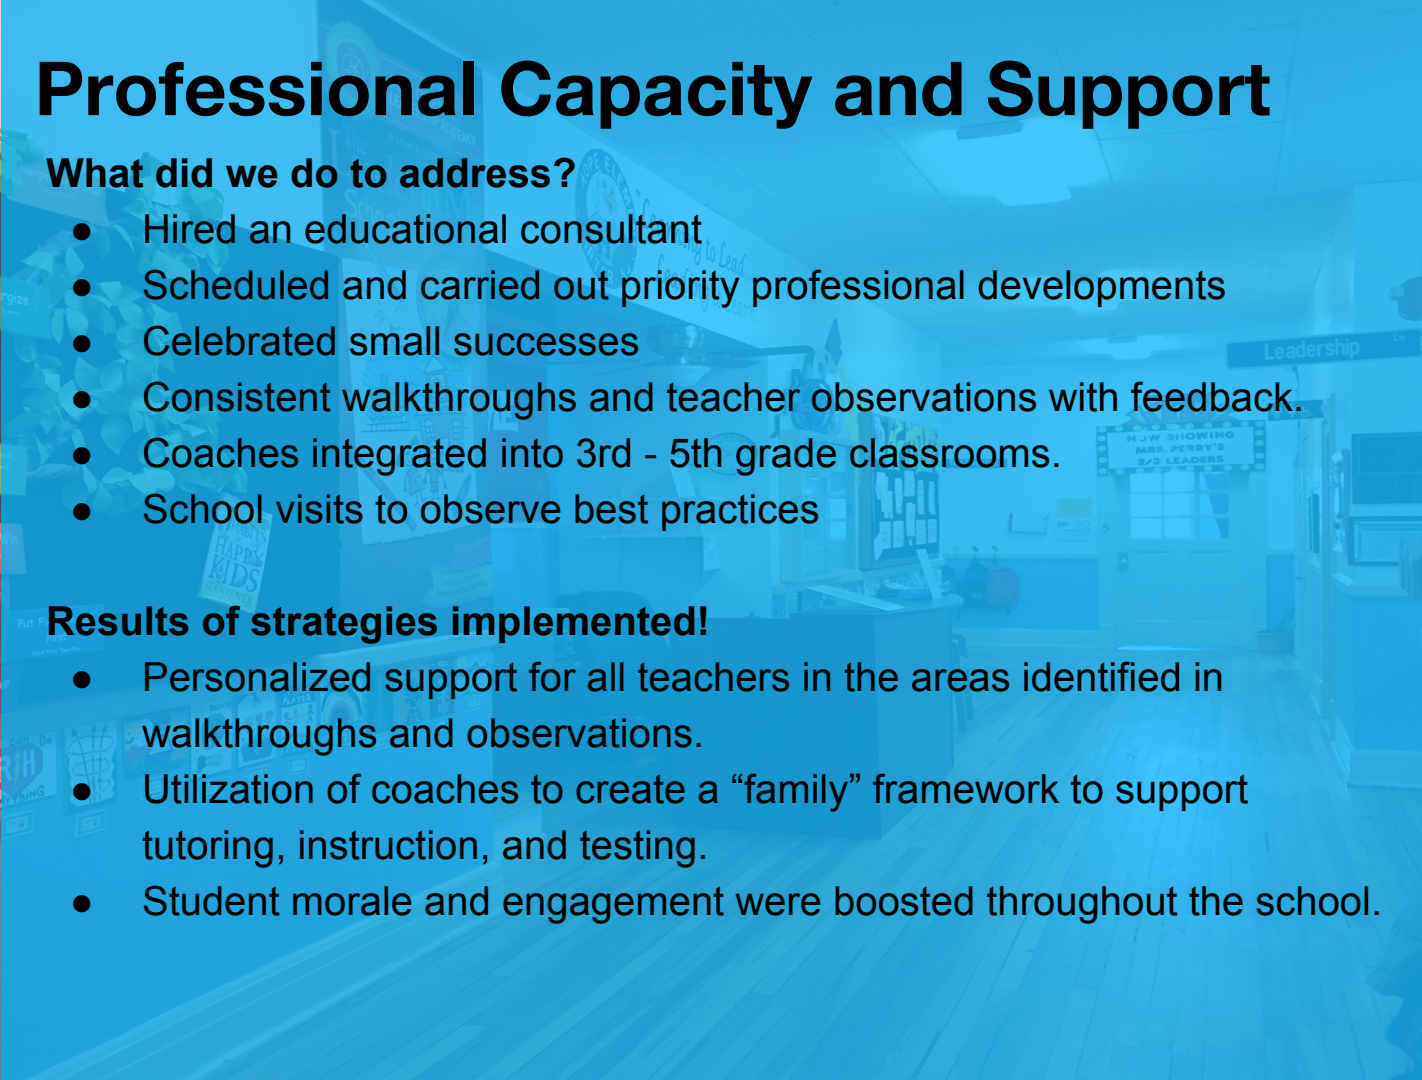 Professional Capacity and Support
What did we do to address?
● Hired an educational consultant
● Scheduled and carried out priority professional developments
● Celebrated small successes
● Consistent walkthroughs and teacher observations with feedback.
● Coaches integrated into 3rd - 5th grade classrooms.
● School visits to observe best practices
Results of strategies implemented!
● Personalized support for all teachers in the areas identified in
walkthroughs and observations.
● Utilization of coaches to create a “family” framework to support
tutoring, instruction, and testing.
● Student morale and engagement were boosted throughout the school.
Leadership
NOW SHOWING
MRS. PERRY'S
2/3 LEADERS
HAPPY
KIDS